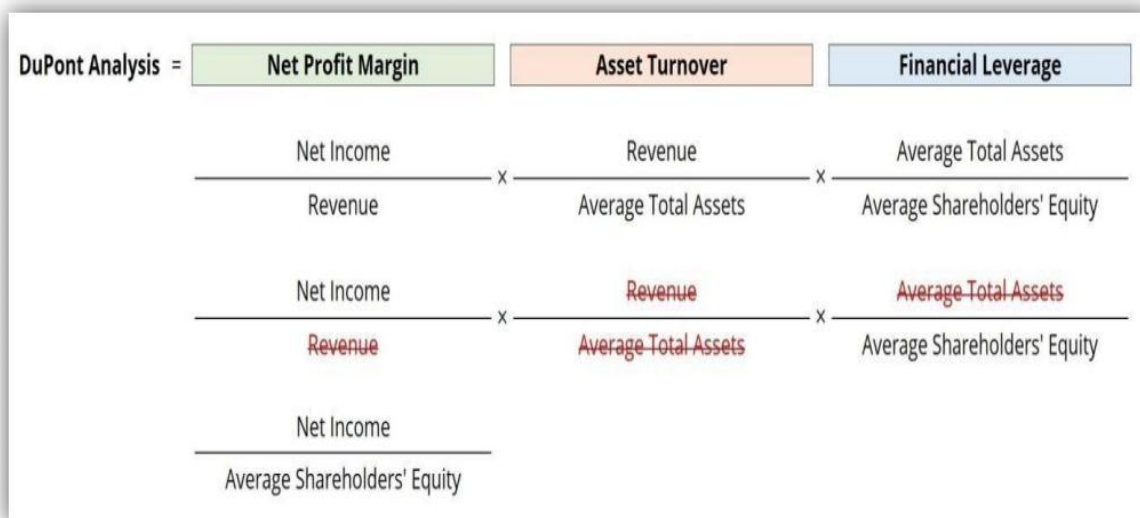 DuPont Analysis = Net Profit Margin Asset Turnover Financial Leverage
Net Income Revenue Average Total Assets
× ×
Revenue Average Total Assets Average Shareholders' Equity
Net Income Revenue Average Total Assets
× ×
Revenue Average Total Assets Average Shareholders' Equity
Net Income
Average Shareholders' Equity